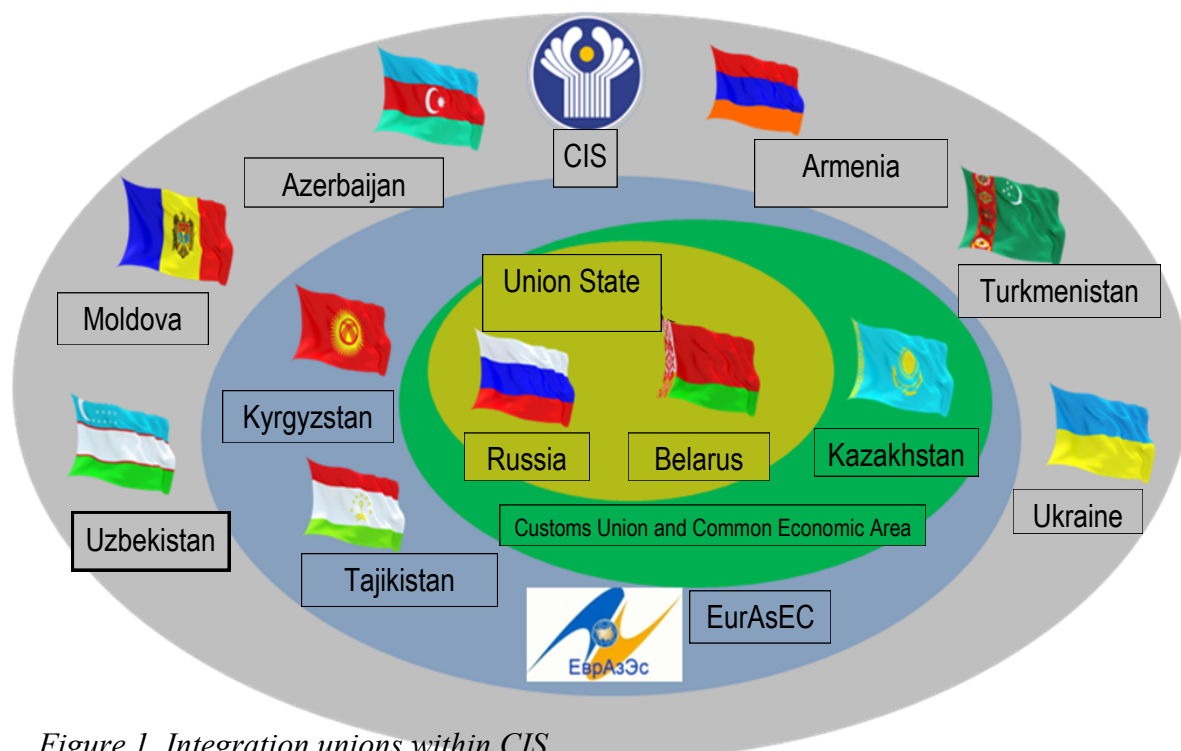 CIS
Azerbaijan
Armenia
Moldova
Turkmenistan
Union State
Kyrgyzstan
Russia
Belarus
Kazakhstan
Uzbekistan
Tajikistan
Customs Union and Common Economic Area
Ukraine
EurAsEC
ЕврАзЭс
Figure 1. Integration unions within CIS